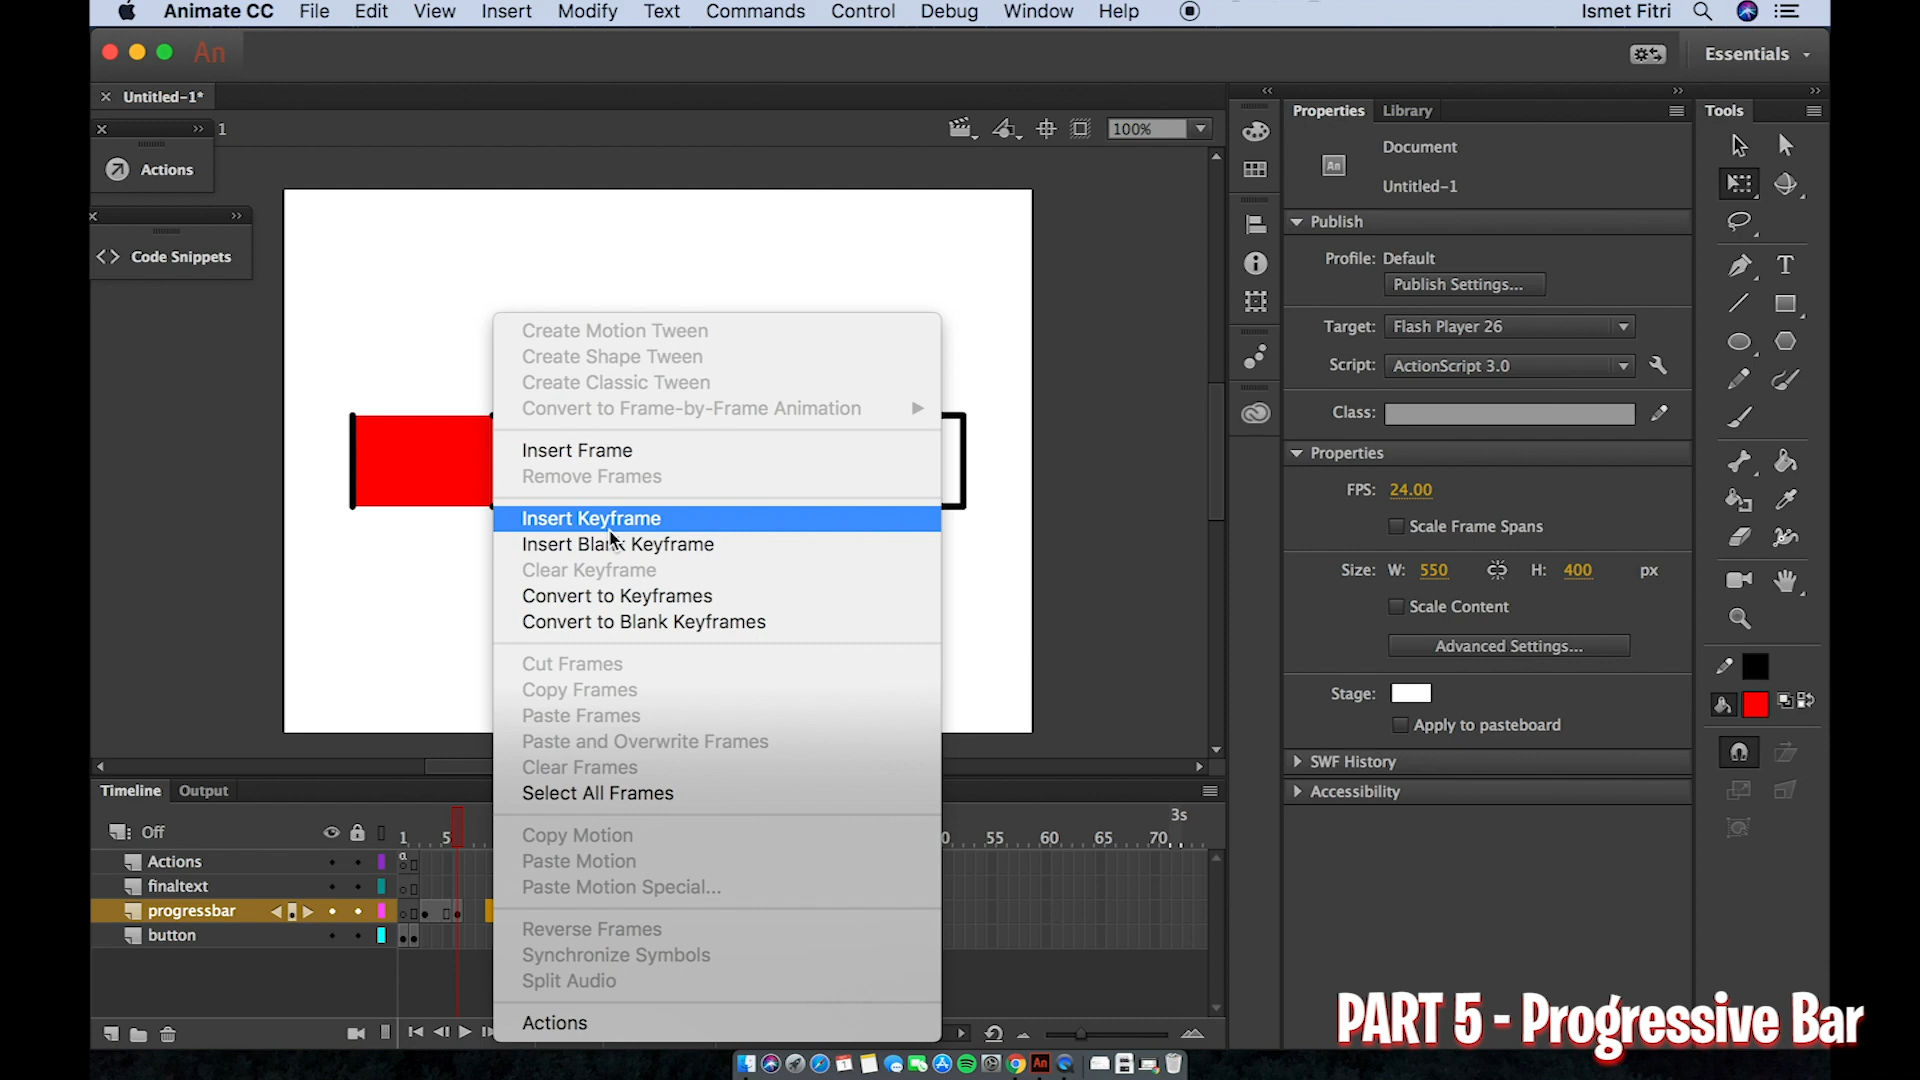 Animate CC File Edit View Insert Modify Text Commands Control Debug Window Help Ismet Fitri
An Essentials
Untitled-1*
1
100%
Actions
Code Snippets
Properties Library
Tools
An Document
Untitled-1
Publish
Profile: Default
Publish Settings...
Target: Flash Player 26
Script: ActionScript 3.0
Class:
Properties
FPS: 24.00
Scale Frame Spans
Size: W: 550 H: 400 px
Scale Content
Advanced Settings...
Stage:
Apply to pasteboard
SWF History
Accessibility
T
Create Motion Tween
Create Shape Tween
Create Classic Tween
Convert to Frame-by-Frame Animation
Insert Frame
Remove Frames
Insert Keyframe
Insert Blank Keyframe
Clear Keyframe
Convert to Keyframes
Convert to Blank Keyframes
Cut Frames
Copy Frames
Paste Frames
Paste and Overwrite Frames
Clear Frames
Select All Frames
Copy Motion
Paste Motion
Paste Motion Special...
Reverse Frames
Synchronize Symbols
Split Audio
Actions
Timeline Output
3s
Off 1 5 0 55 60 65 70
Actions a
finaltext
progressbar
button
PART 5 - Progressive Bar
An